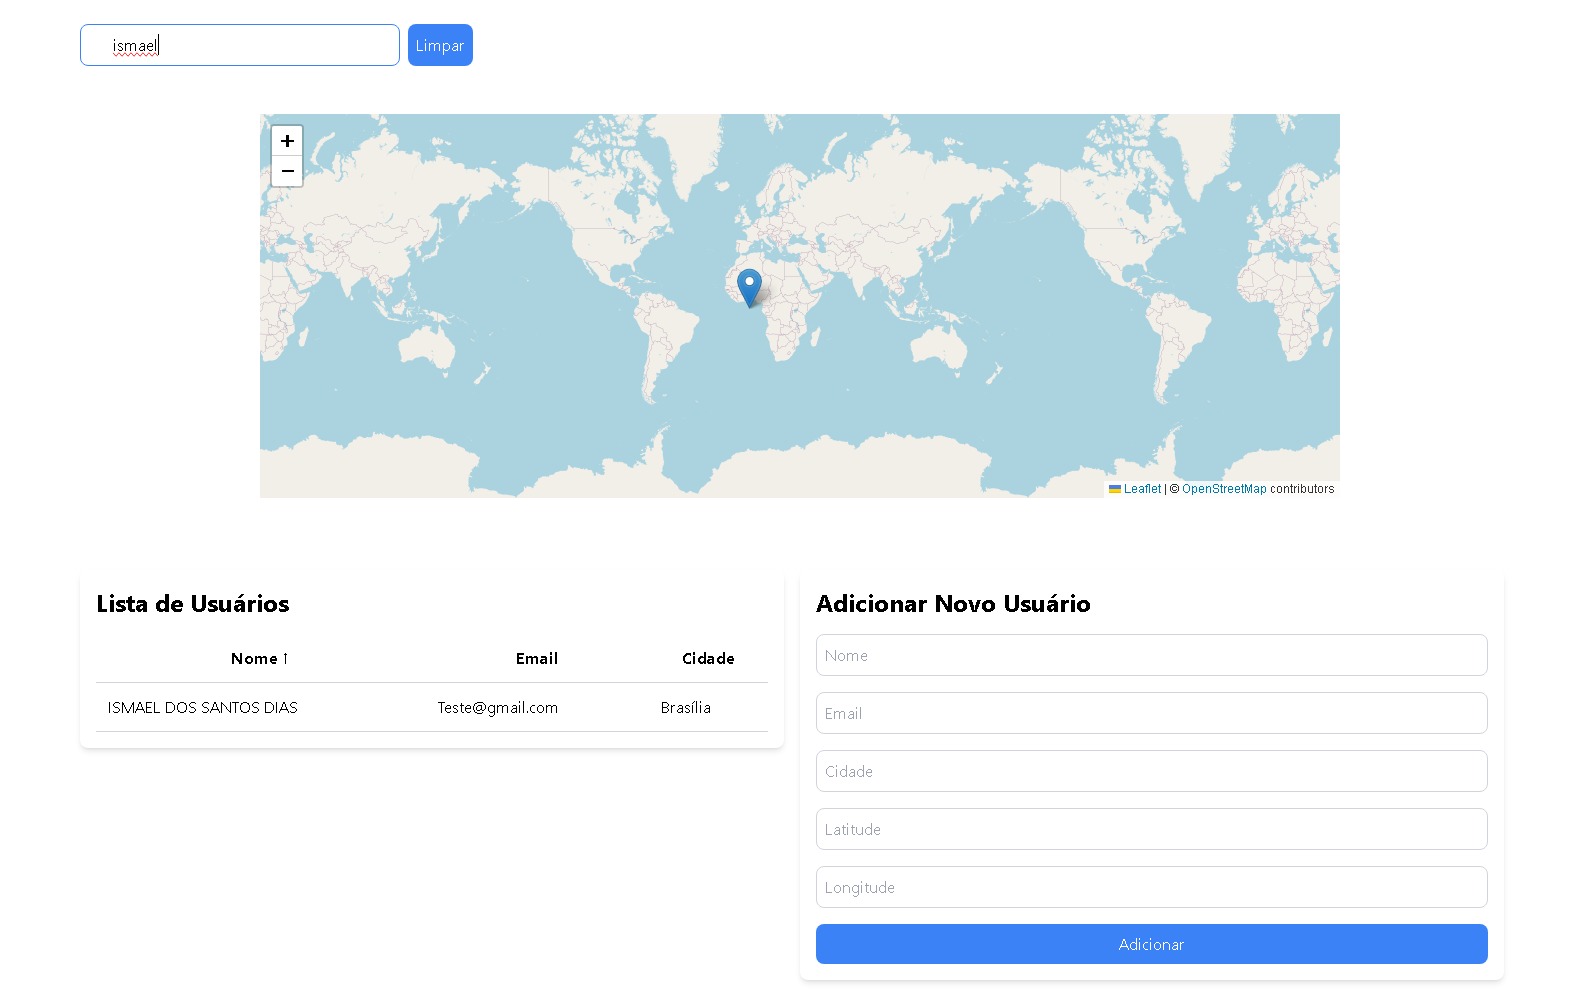 ismael
Limpar
+
−
Leaflet | © OpenStreetMap contributors
Lista de Usuários
Nome ↑ Email Cidade
ISMAEL DOS SANTOS DIAS Teste@gmail.com Brasília
Adicionar Novo Usuário
Nome
Email
Cidade
Latitude
Longitude
Adicionar